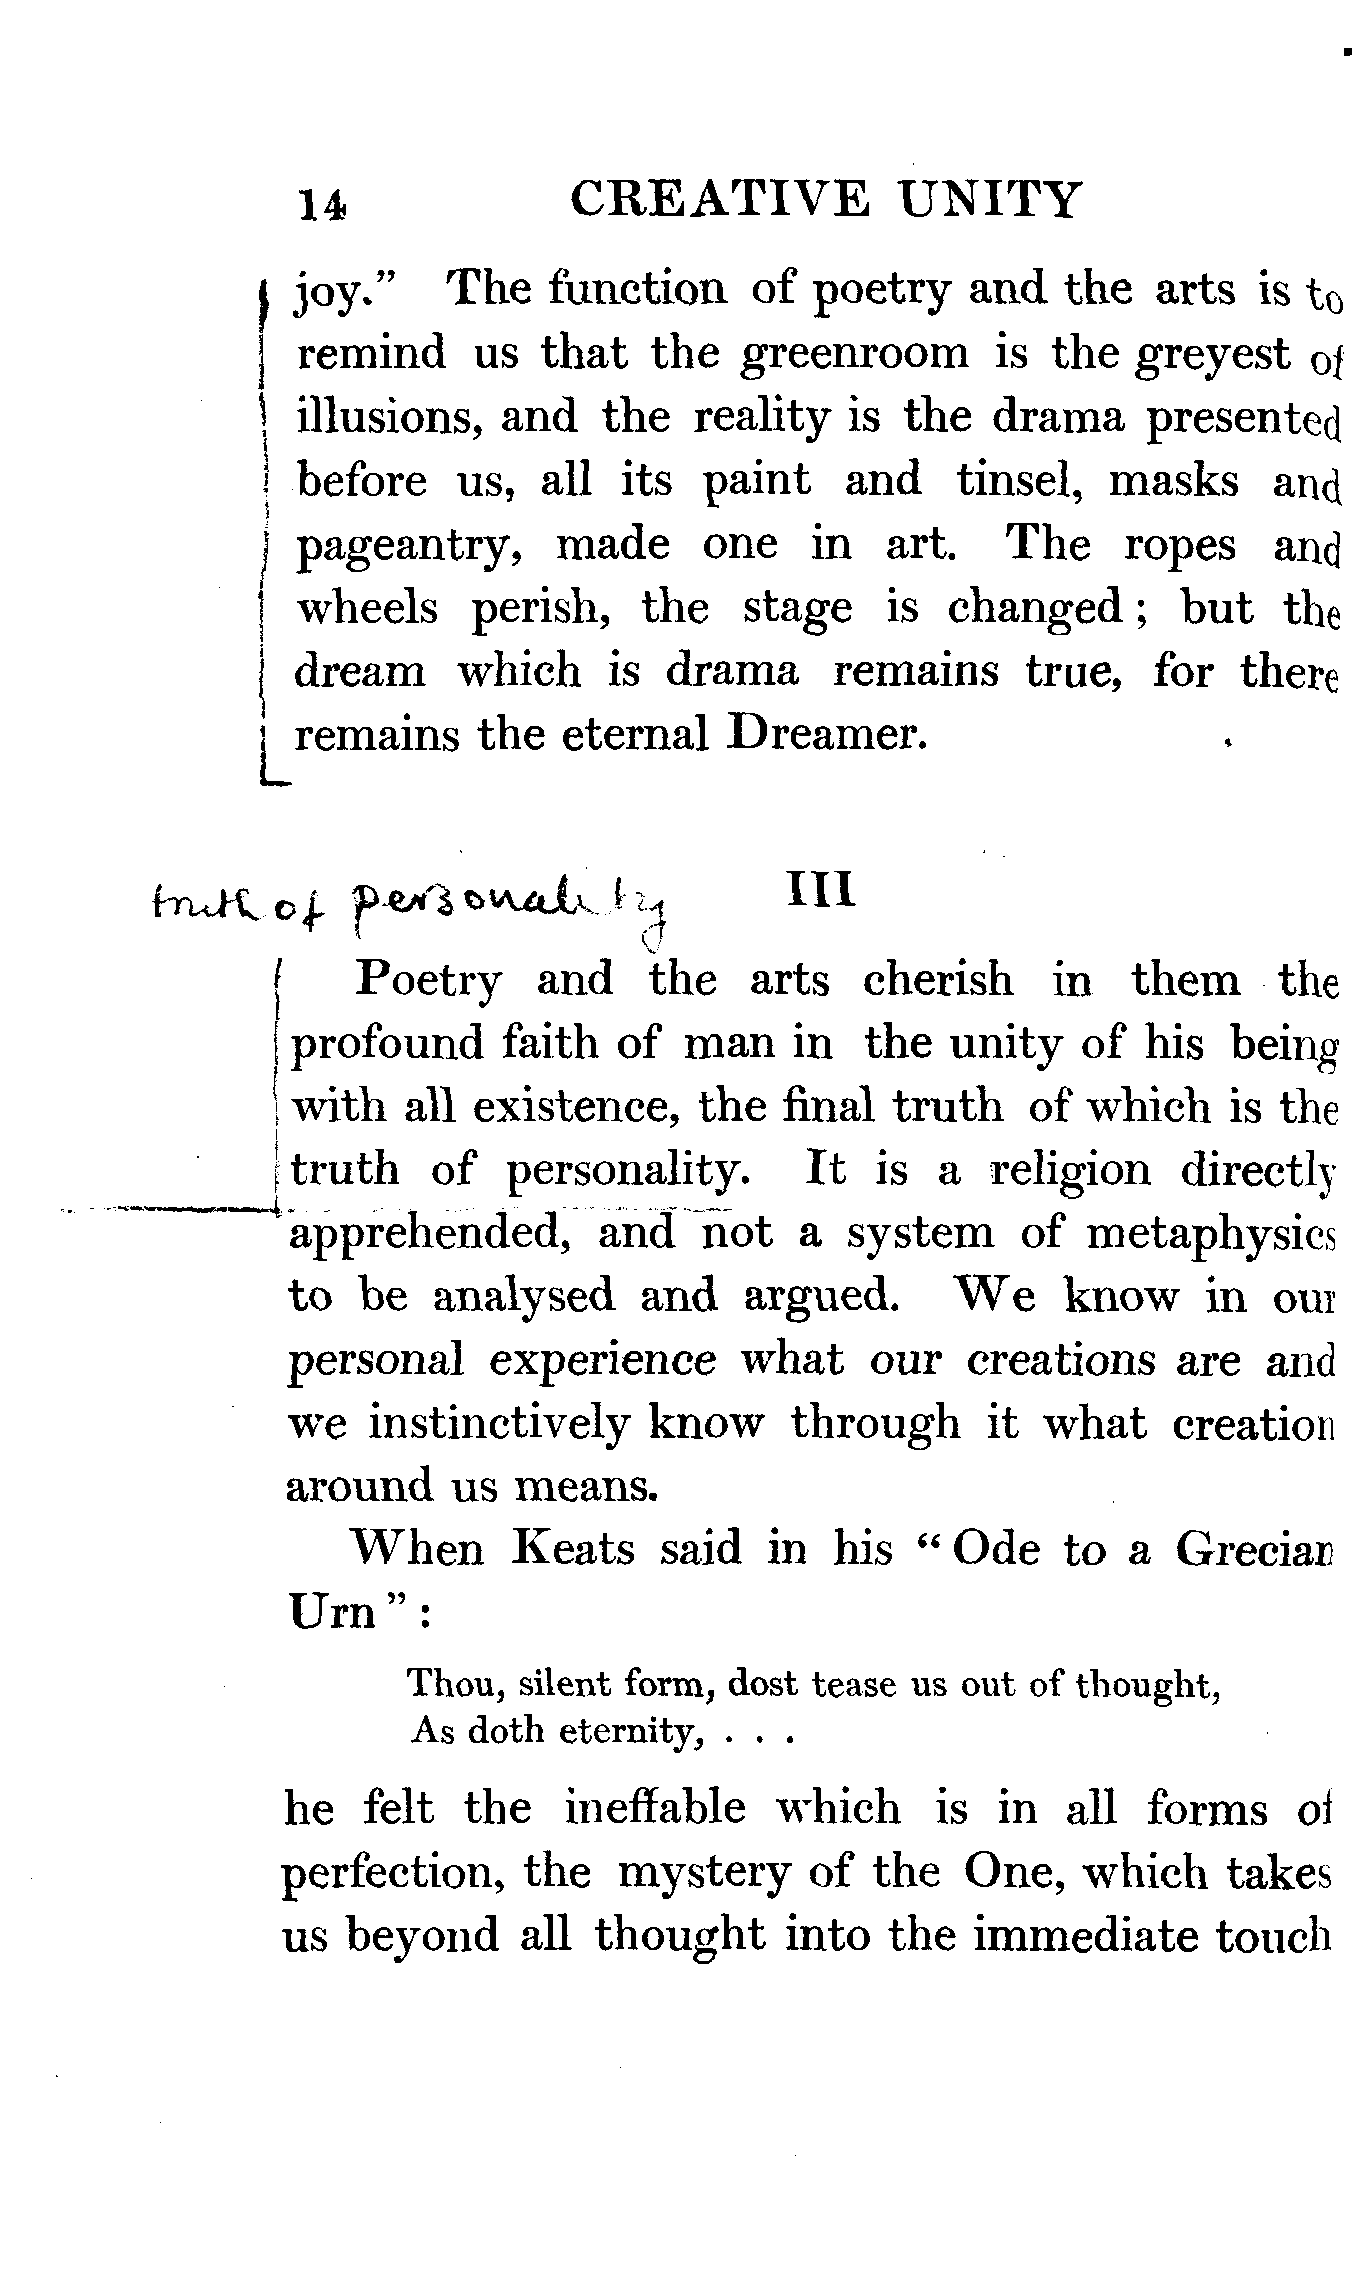 14 CREATIVE UNITY
joy." The function of poetry and the arts is to
remind us that the greenroom is the greyest of
illusions, and the reality is the drama presented
before us, all its paint and tinsel, masks and
pageantry, made one in art. The ropes and
wheels perish, the stage is changed; but the
dream which is drama remains true, for there
remains the eternal Dreamer.
truth of personality
III
Poetry and the arts cherish in them the
profound faith of man in the unity of his being
with all existence, the final truth of which is the
truth of personality. It is a religion directly
apprehended, and not a system of metaphysics
to be analysed and argued. We know in our
personal experience what our creations are and
we instinctively know through it what creation
around us means.
When Keats said in his "Ode to a Grecian
Urn":
Thou, silent form, dost tease us out of thought,
As doth eternity, . . .
he felt the ineffable which is in all forms of
perfection, the mystery of the One, which takes
us beyond all thought into the immediate touch